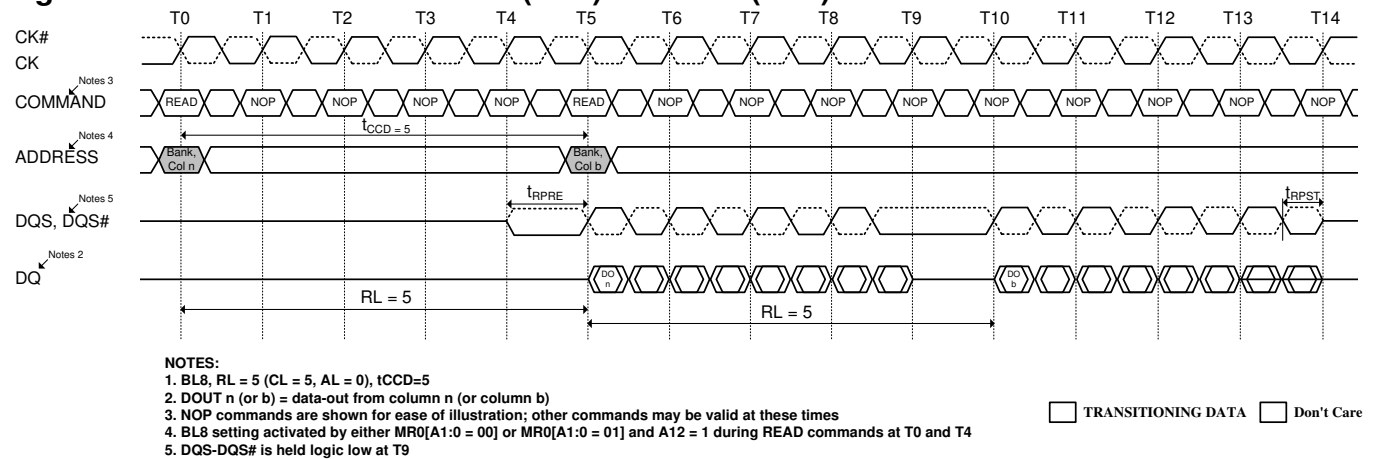 T0 T1 T2 T3 T4 T5 T6 T7 T8 T9 T10 T11 T12 T13 T14
CK#
CK
Notes 3
COMMAND READ NOP NOP NOP NOP READ NOP NOP NOP NOP NOP NOP NOP NOP NOP
tCCD = 5
Notes 4
ADDRESS
Bank, Col n
Bank, Col b
Notes 5
DQS, DQS#
tRPRE
tRPST
Notes 2
DQ
DO n
DO b
RL = 5
RL = 5
NOTES:
1. BL8, RL = 5 (CL = 5, AL = 0), tCCD=5
2. DOUT n (or b) = data-out from column n (or column b)
3. NOP commands are shown for ease of illustration; other commands may be valid at these times
4. BL8 setting activated by either MR0[A1:0 = 00] or MR0[A1:0 = 01] and A12 = 1 during READ commands at T0 and T4
5. DQS-DQS# is held logic low at T9
TRANSITIONING DATA Don't Care